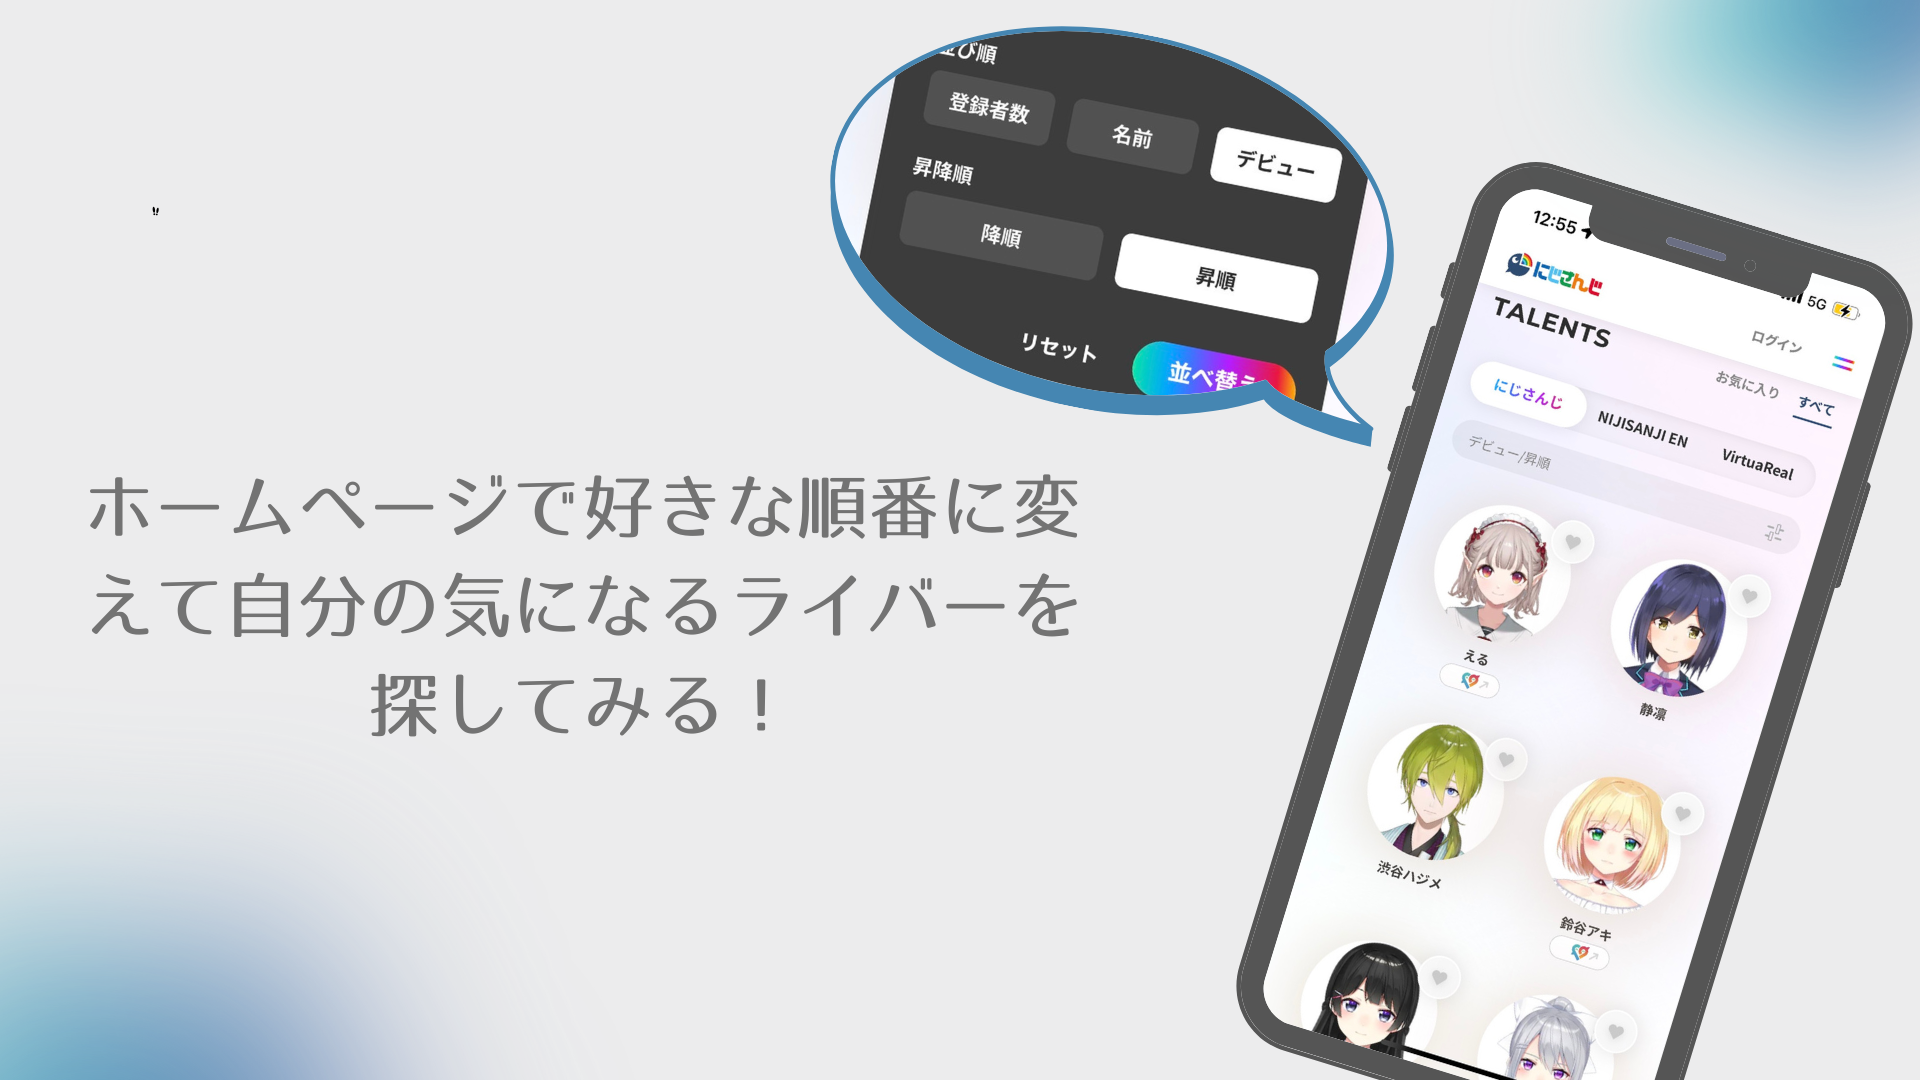 並び順
登録者数
名前
デビュー
昇降順
降順
昇順
リセット
並べ替え
ホームページで好きな順番に変
えて自分の気になるライバーを
探してみる！
12:55
5G
にじさんじ
ログイン
TALENTS
お気に入り
すべて
にじさんじ
NIJISANJI EN
VirtuaReal
デビュー/昇順
える
静凛
渋谷ハジメ
鈴谷アキ